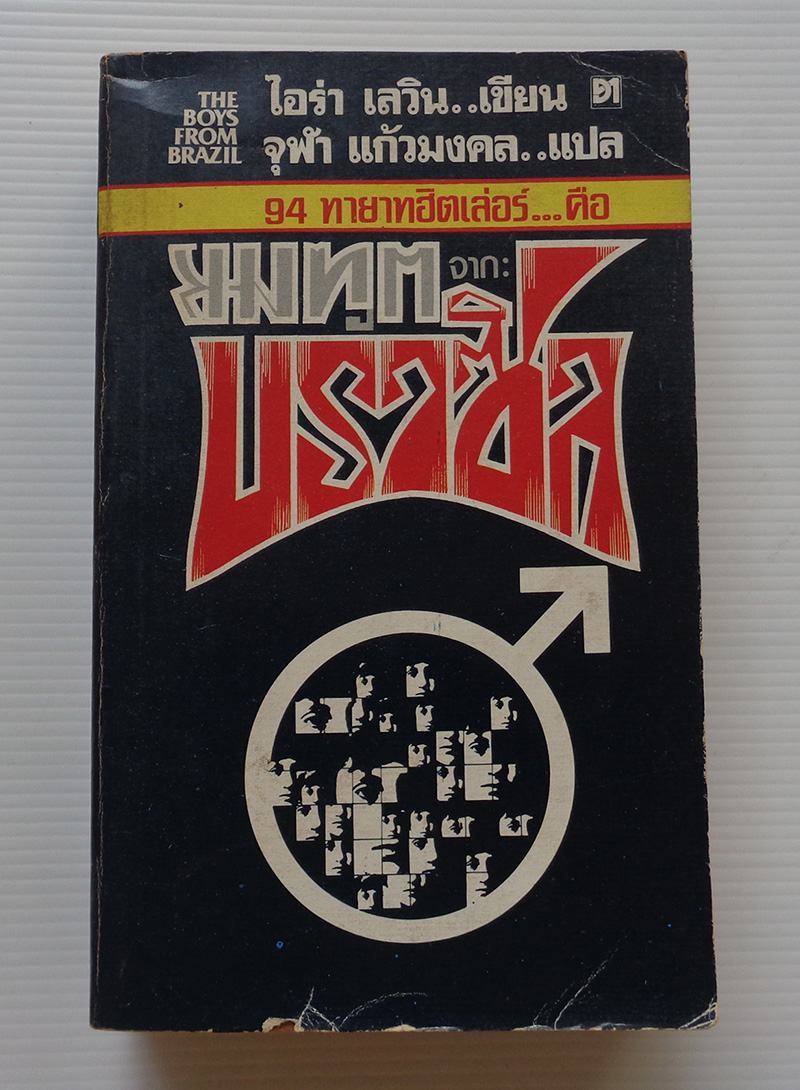 THE
BOYS
FROM
BRAZIL
ไอร่า เลวิน..เขียน
จุฬา แก้วมงคล..แปล
94 ทายาทฮิตเล่อร์...คือ
ยมทูต จาก:
บราซิล